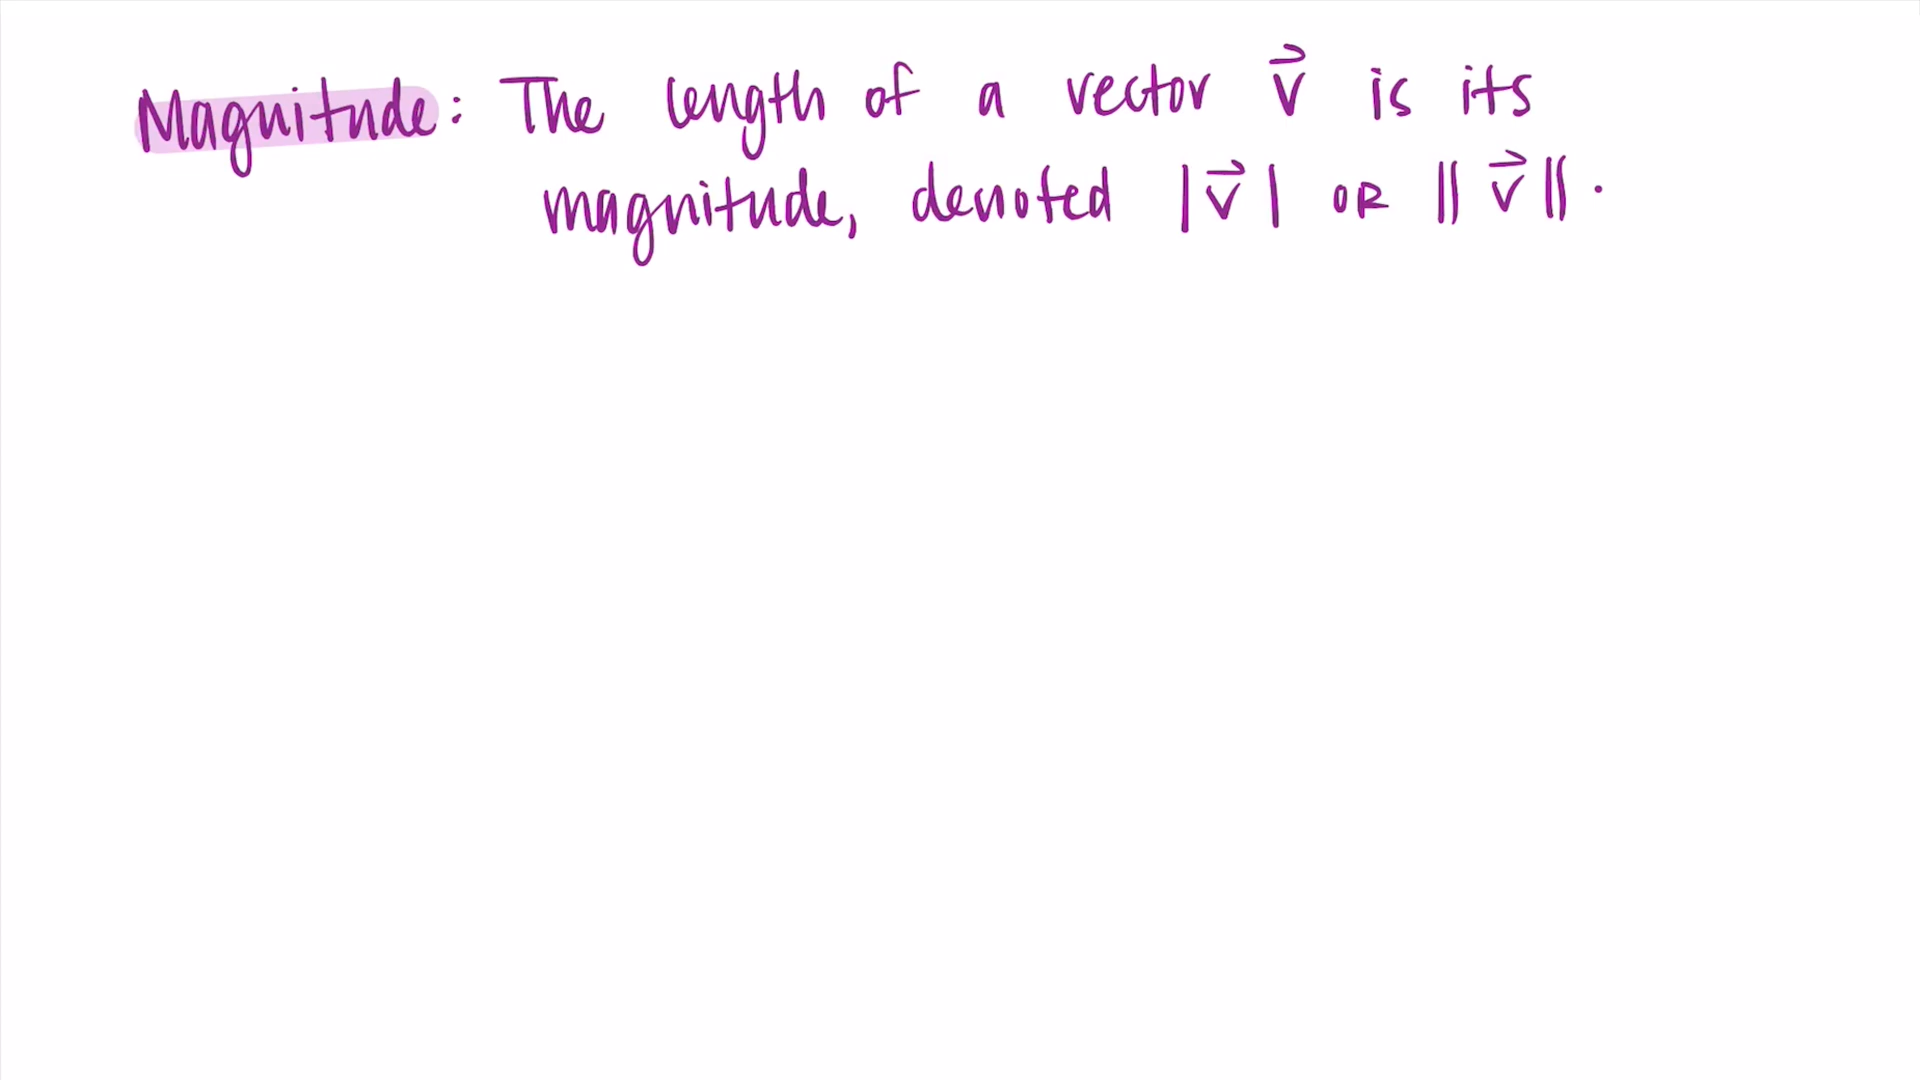 Magnitude: The length of a vector v⃗ is its
magnitude, denoted |v⃗| OR ‖v⃗‖.